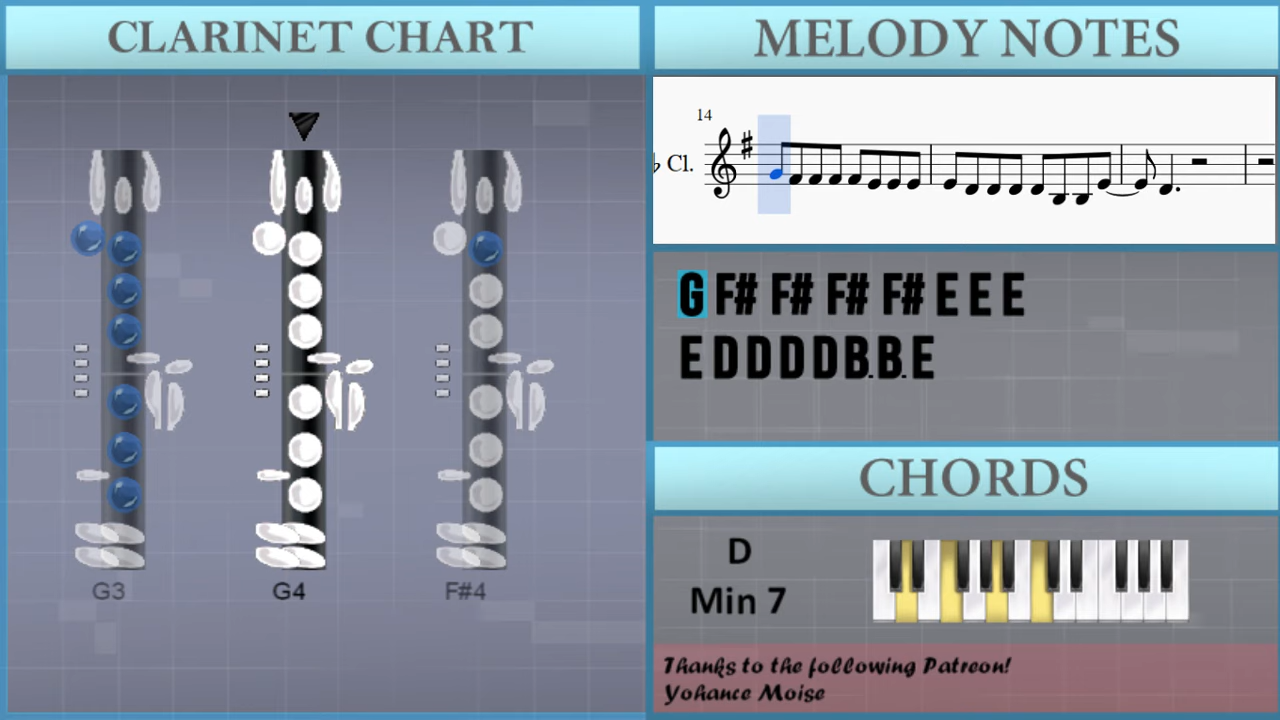 CLARINET CHART
G3 G4 F#4
MELODY NOTES
14
♭ Cl.
G F# F# F# F# E E E
E D D D D B. B. E
CHORDS
D
Min 7
Thanks to the following Patreon!
Yohance Moise